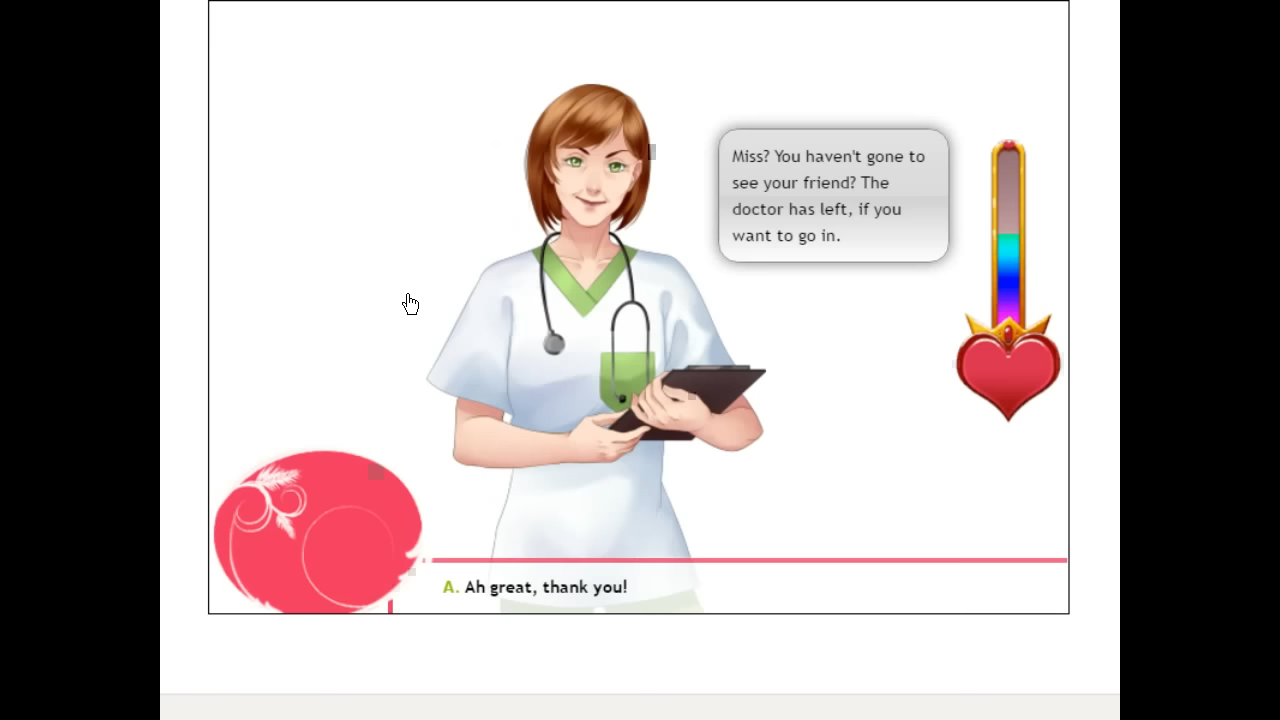 Miss? You haven't gone to
see your friend? The
doctor has left, if you
want to go in.
A. Ah great, thank you!